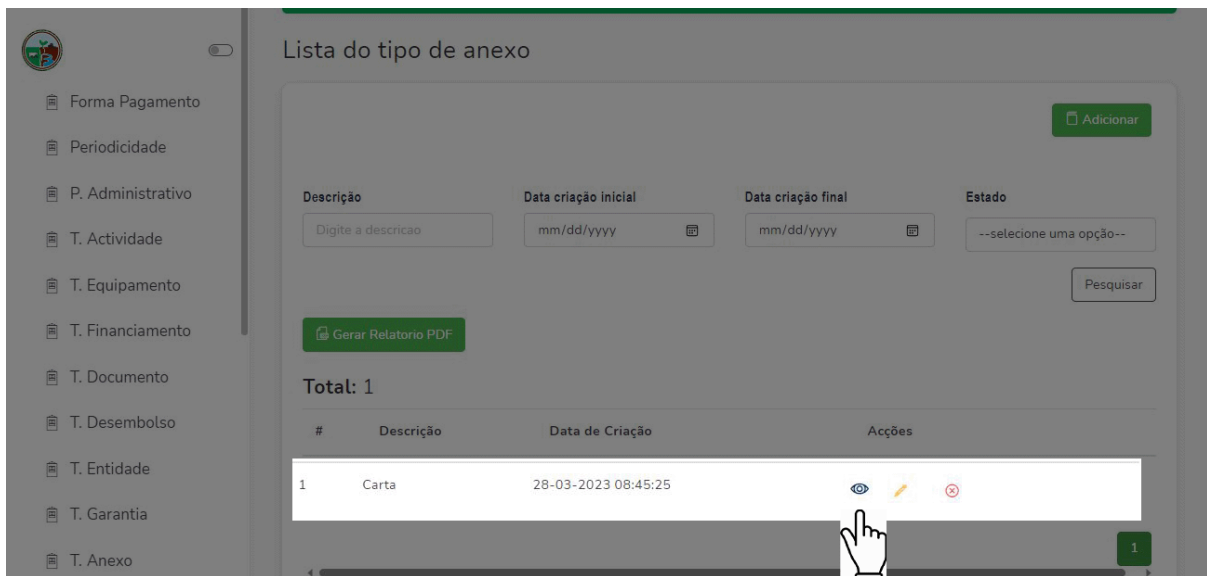 Lista do tipo de anexo
Forma Pagamento
Periodicidade
P. Administrativo
T. Actividade
T. Equipamento
T. Financiamento
T. Documento
T. Desembolso
T. Entidade
T. Garantia
T. Anexo
Adicionar
Descrição Data criação inicial Data criação final Estado
Digite a descricao mm/dd/yyyy mm/dd/yyyy --selecione uma opção--
Pesquisar
Gerar Relatorio PDF
Total: 1
# Descrição Data de Criação Acções
1 Carta 28-03-2023 08:45:25
1